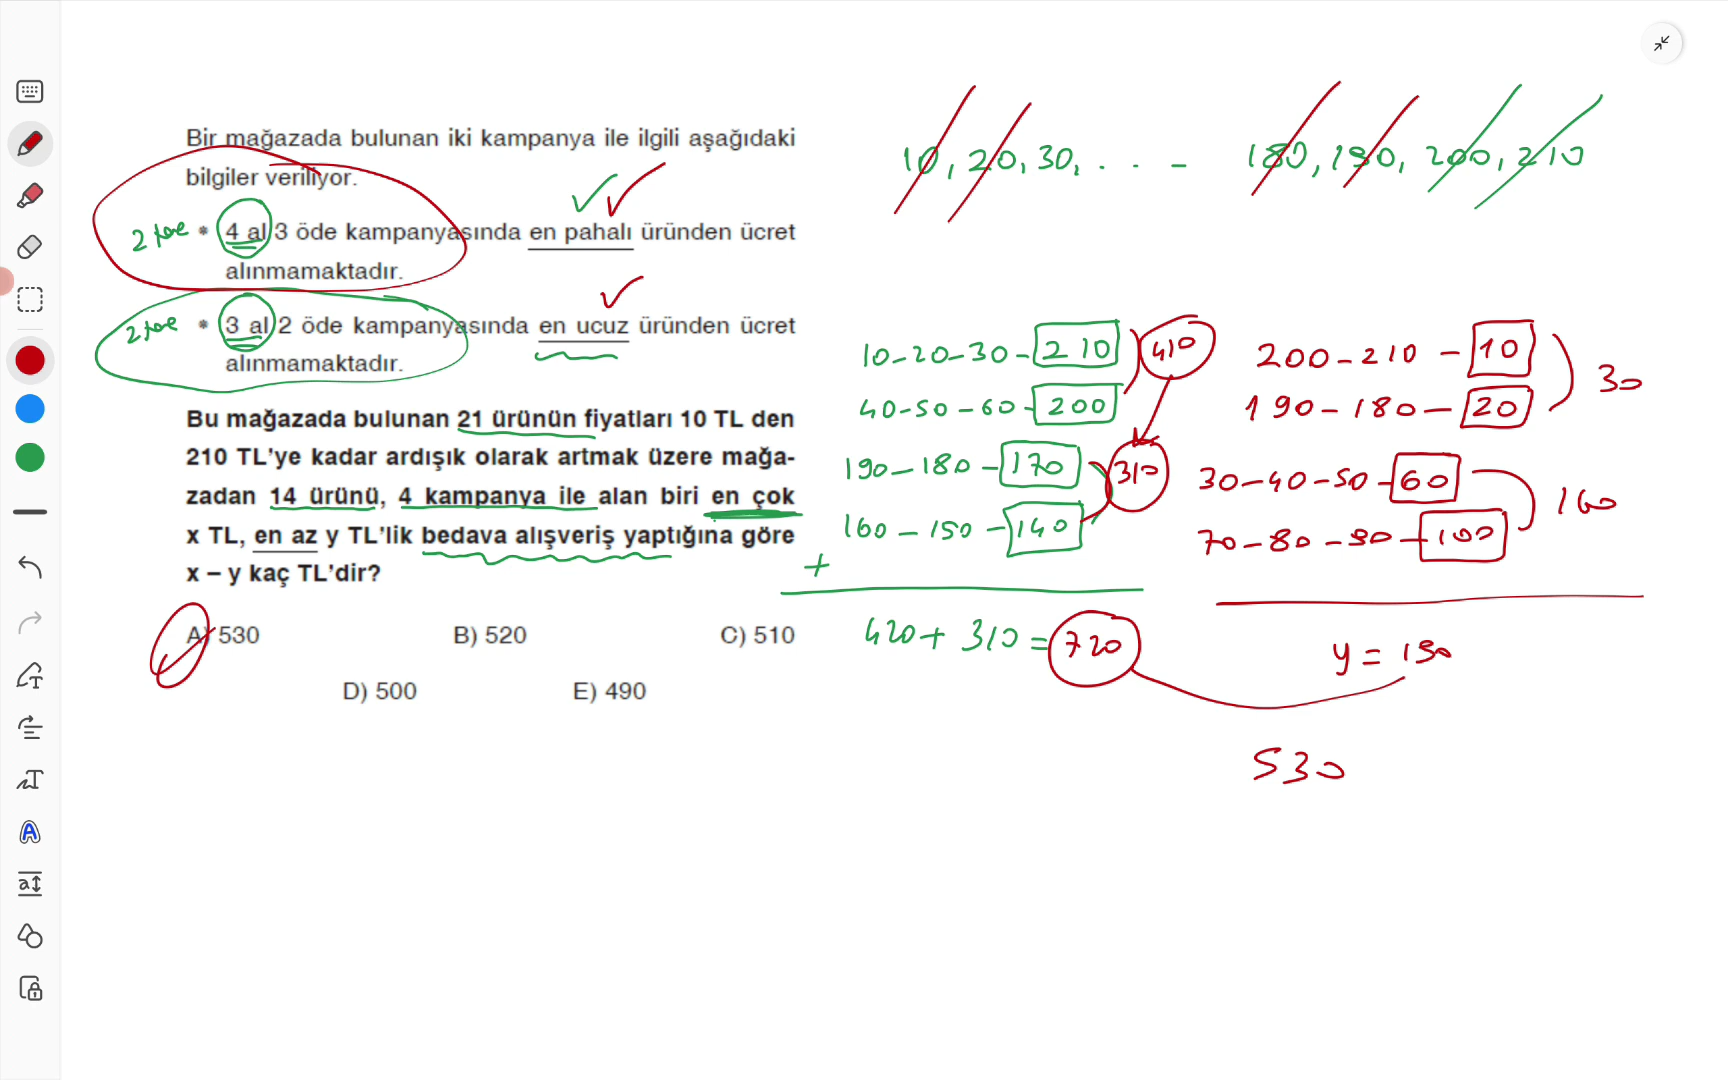 Bir mağazada bulunan iki kampanya ile ilgili aşağıdaki
bilgiler veriliyor.
2 tane * 4 al 3 öde kampanyasında en pahalı üründen ücret
alınmamaktadır.
2 tane * 3 al 2 öde kampanyasında en ucuz üründen ücret
alınmamaktadır.
Bu mağazada bulunan 21 ürünün fiyatları 10 TL den
210 TL'ye kadar ardışık olarak artmak üzere mağa-
zadan 14 ürünü, 4 kampanya ile alan biri en çok
x TL, en az y TL'lik bedava alışveriş yaptığına göre
x – y kaç TL'dir?
A) 530 B) 520 C) 510
D) 500 E) 490
10, 20, 30, . . . - 180, 190, 200, 210
10-20-30-210 410
40-50-60-200
190-180-170 310
160-150-140
+
420+310=720
200-210-10 30
190-180-20
30-40-50-60 160
70-80-90-100
y = 190
530